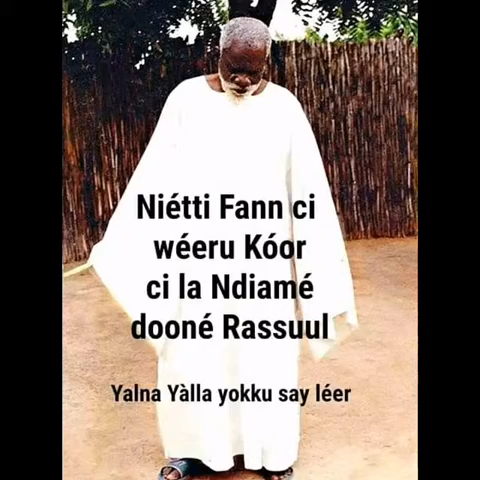 Niétti Fann ci
wéeru Kóor
ci la Ndiamé
dooné Rassuul
Yalna Yàlla yokku say léer